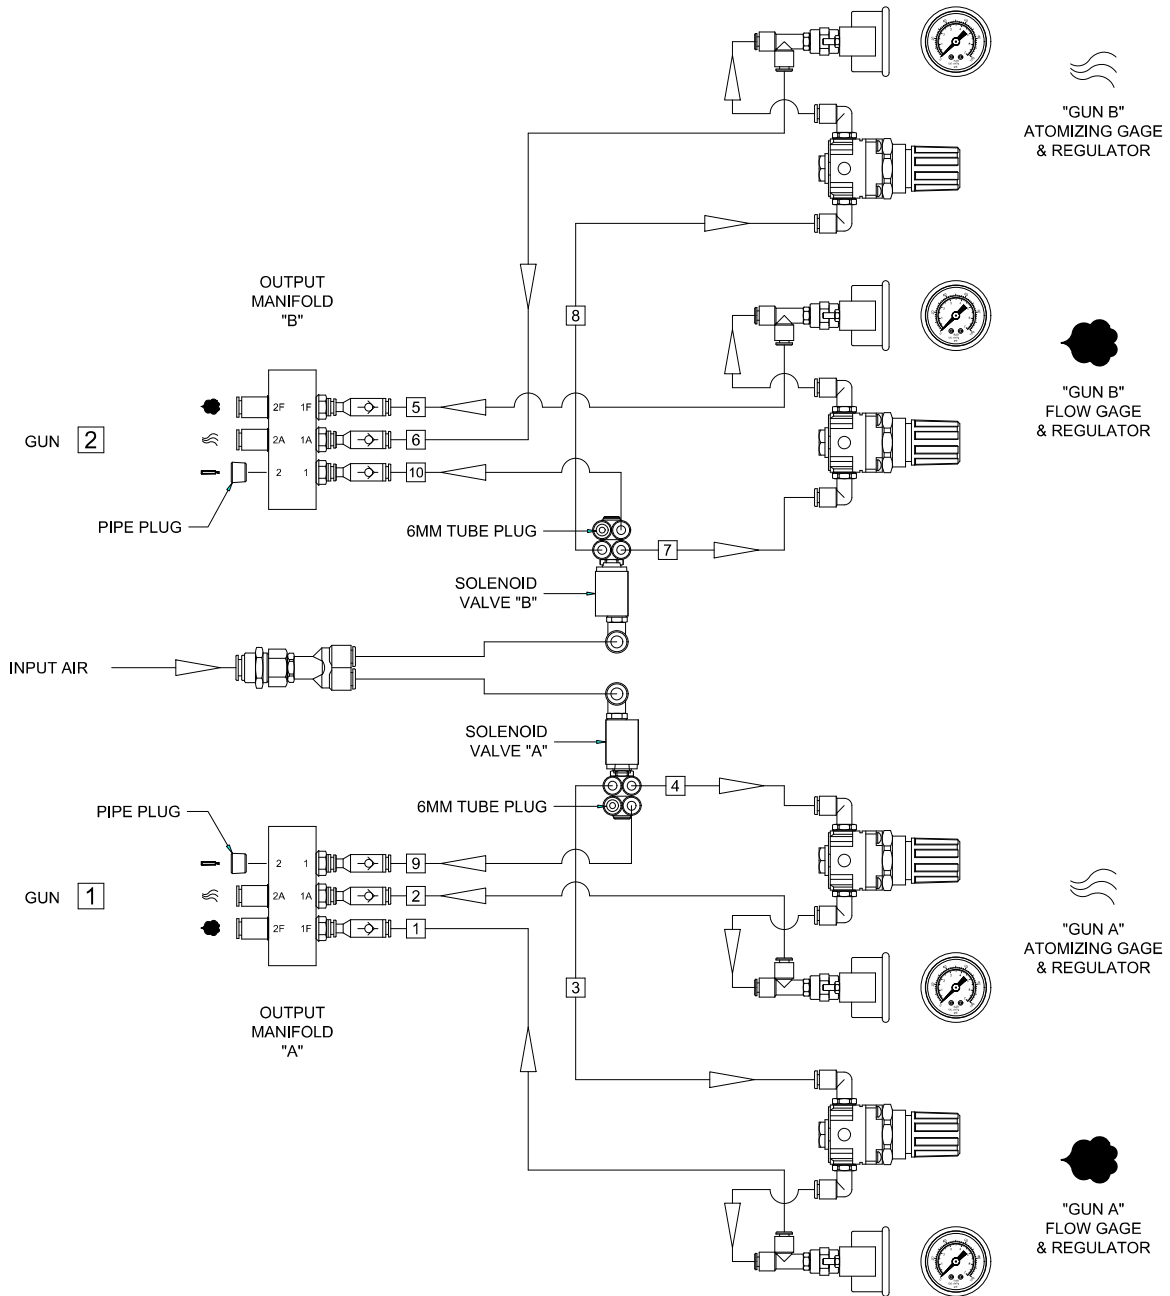 "GUN B"
ATOMIZING GAGE
& REGULATOR
OUTPUT
MANIFOLD
"B"
8
"GUN B"
FLOW GAGE
& REGULATOR
2F 1F
5
GUN 2
2A 1A
6
2 1
10
PIPE PLUG
6MM TUBE PLUG
7
SOLENOID
VALVE "B"
INPUT AIR
SOLENOID
VALVE "A"
4
PIPE PLUG
6MM TUBE PLUG
2 1
9
GUN 1
2A 1A
2
2F 1F
1
"GUN A"
ATOMIZING GAGE
& REGULATOR
3
OUTPUT
MANIFOLD
"A"
"GUN A"
FLOW GAGE
& REGULATOR